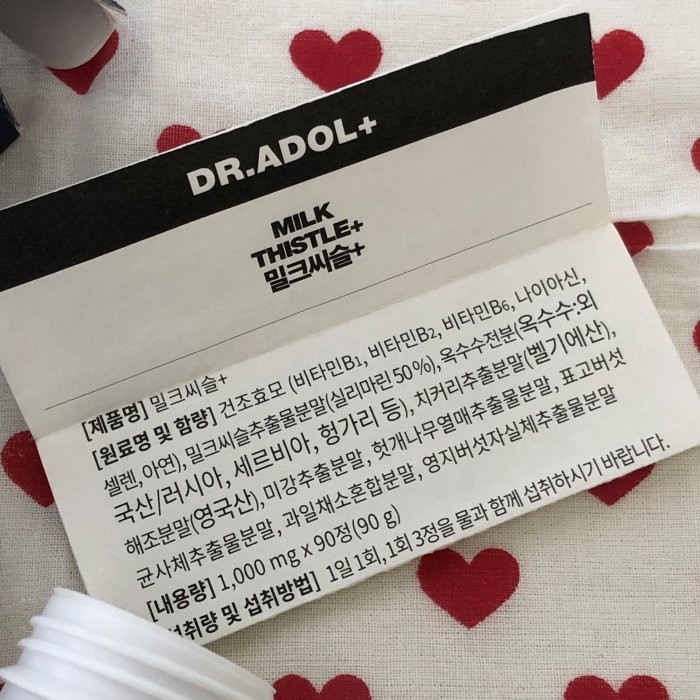 DR.ADOL+
MILK
THISTLE+
밀크씨슬+
[제품명] 밀크씨슬+
[원료명 및 함량] 건조효모 (비타민B1, 비타민B2, 비타민B6, 나이아신,
셀렌, 아연), 밀크씨슬추출물분말(실리마린 50%),옥수수전분(옥수수:외
국산/러시아, 세르비아, 헝가리 등), 치커리추출분말(벨기에산),
해조분말(영국산),미강추출분말, 헛개나무열매추출물분말, 표고버섯
균사체추출물분말, 과일채소혼합분말, 영지버섯자실체추출물분말
[내용량] 1,000 mg x 90정(90 g)
및 섭취방법] 1일 1회, 1회 3정을 물과 함께 섭취하시기 바랍니다.